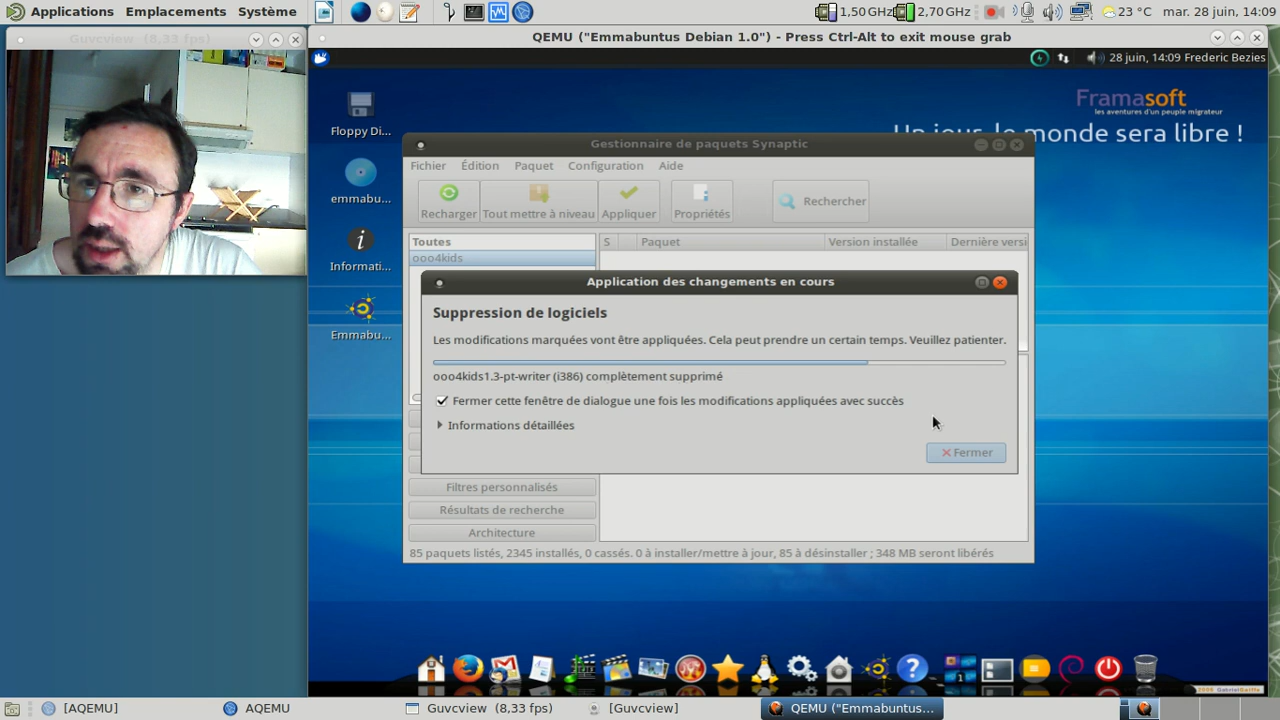 Applications Emplacements Système 1,50 GHz 2,70 GHz 23 °C mar. 28 juin, 14:09
Guvcview (8,33 fps)
QEMU ("Emmabuntus Debian 1.0") - Press Ctrl-Alt to exit mouse grab
28 juin, 14:09 Frederic Bezies
Framasoft
les aventures d'un peuple migrateur
Un jour, le monde sera libre !
Floppy Di...
emmabu...
Informati...
Emmabu...
Gestionnaire de paquets Synaptic
Fichier Édition Paquet Configuration Aide
Recharger Tout mettre à niveau Appliquer Propriétés Rechercher
Toutes
ooo4kids
S Paquet Version installée Dernière versi
Application des changements en cours
Suppression de logiciels
Les modifications marquées vont être appliquées. Cela peut prendre un certain temps. Veuillez patienter.
ooo4kids1.3-pt-writer (i386) complètement supprimé
Fermer cette fenêtre de dialogue une fois les modifications appliquées avec succès
Informations détaillées
Fermer
Filtres personnalisés
Résultats de recherche
Architecture
85 paquets listés, 2345 installés, 0 cassés. 0 à installer/mettre à jour, 85 à désinstaller ; 348 MB seront libérés
[AQEMU] AQEMU Guvcview (8,33 fps) [Guvcview] QEMU ("Emmabuntus...